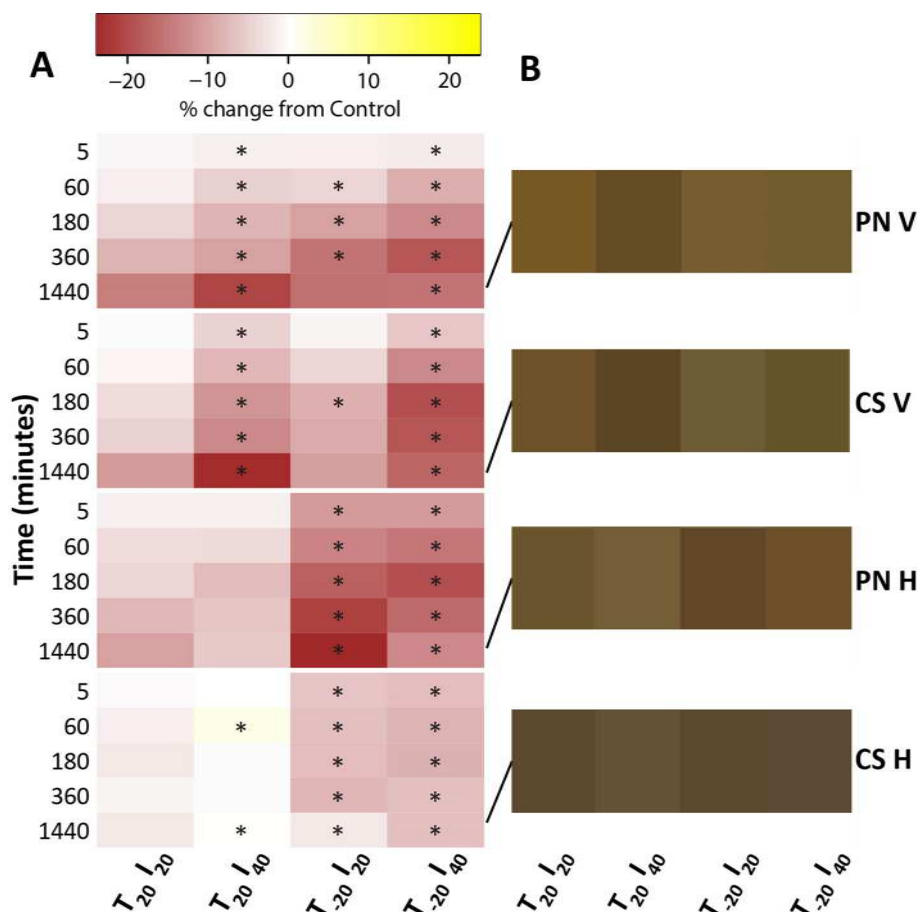 A
B
−20 −10 0 10 20
% change from Control
Time (minutes)
5 * *
60 * * *
180 * * *
360 * * *
1440 * *
PN V
5 * *
60 * *
180 * * *
360 * *
1440 * *
CS V
5 * *
60 * *
180 * *
360 * *
1440 * *
PN H
5 * *
60 * * *
180 * *
360 * *
1440 * * *
CS H
T20 I20 T20 I40 T-20 I20 T-20 I40 T20 I20 T20 I40 T-20 I20 T-20 I40